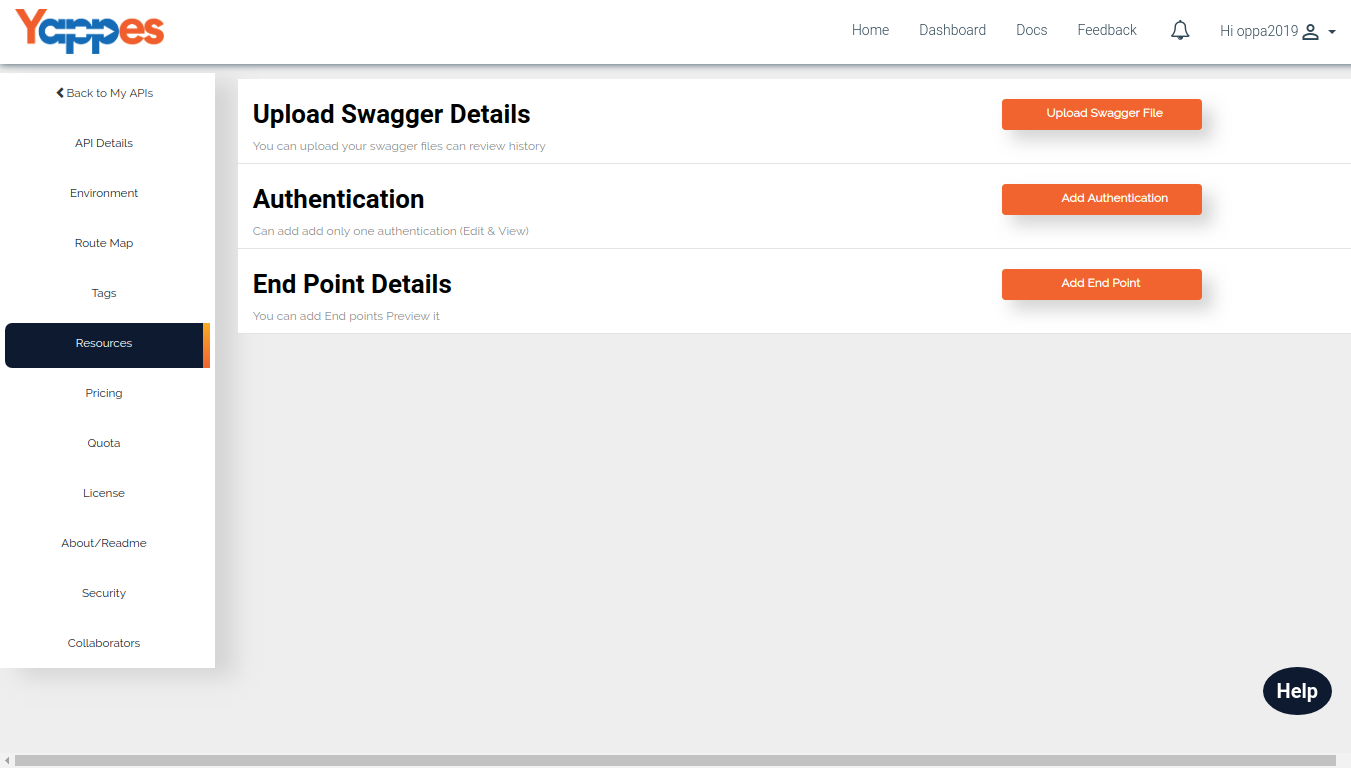 Yappes
Home
Dashboard
Docs
Feedback
Hi oppa2019
Back to My APIs
API Details
Environment
Route Map
Tags
Resources
Pricing
Quota
License
About/Readme
Security
Collaborators
Upload Swagger Details
You can upload your swagger files can review history
Upload Swagger File
Authentication
Can add add only one authentication (Edit & View)
Add Authentication
End Point Details
You can add End points Preview it
Add End Point
Help